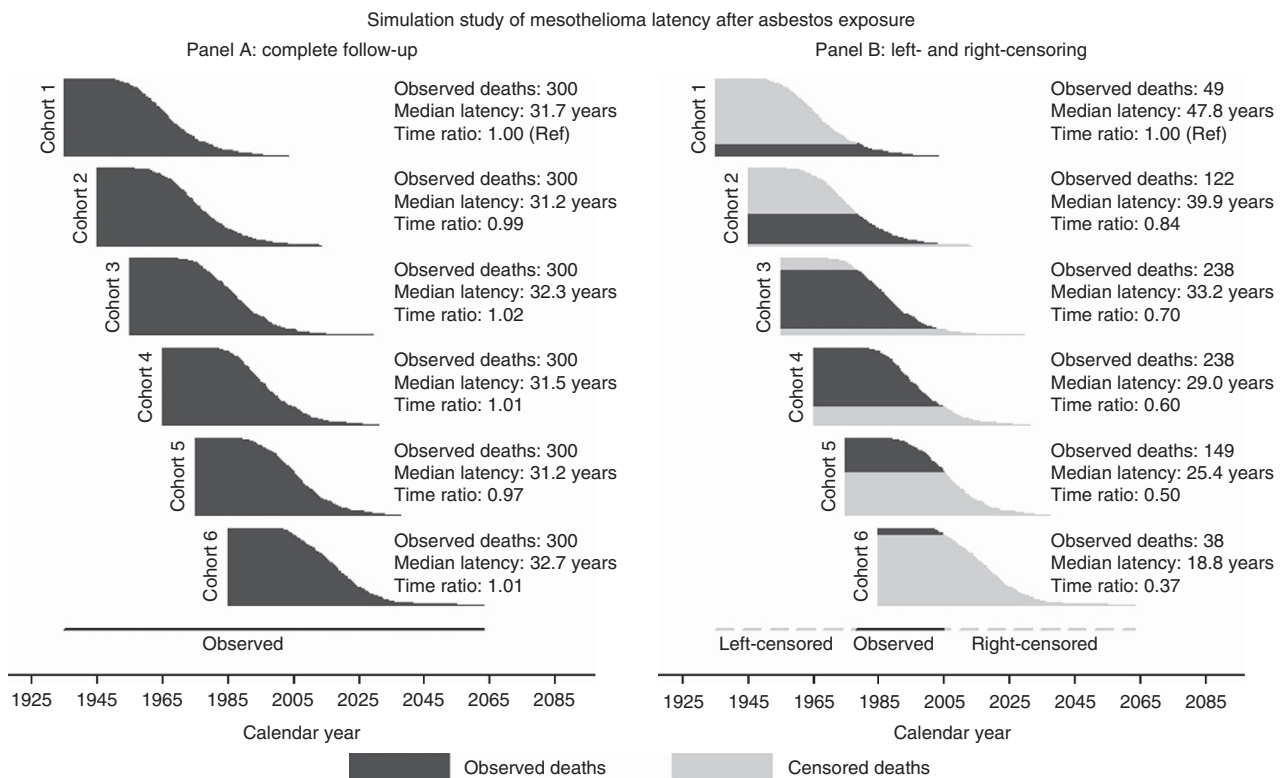 Simulation study of mesothelioma latency after asbestos exposure
Panel A: complete follow-up
Cohort 1
Observed deaths: 300
Median latency: 31.7 years
Time ratio: 1.00 (Ref)
Cohort 2
Observed deaths: 300
Median latency: 31.2 years
Time ratio: 0.99
Cohort 3
Observed deaths: 300
Median latency: 32.3 years
Time ratio: 1.02
Cohort 4
Observed deaths: 300
Median latency: 31.5 years
Time ratio: 1.01
Cohort 5
Observed deaths: 300
Median latency: 31.2 years
Time ratio: 0.97
Cohort 6
Observed deaths: 300
Median latency: 32.7 years
Time ratio: 1.01
Observed
1925 1945 1965 1985 2005 2025 2045 2065 2085
Calendar year
Panel B: left- and right-censoring
Cohort 1
Observed deaths: 49
Median latency: 47.8 years
Time ratio: 1.00 (Ref)
Cohort 2
Observed deaths: 122
Median latency: 39.9 years
Time ratio: 0.84
Cohort 3
Observed deaths: 238
Median latency: 33.2 years
Time ratio: 0.70
Cohort 4
Observed deaths: 238
Median latency: 29.0 years
Time ratio: 0.60
Cohort 5
Observed deaths: 149
Median latency: 25.4 years
Time ratio: 0.50
Cohort 6
Observed deaths: 38
Median latency: 18.8 years
Time ratio: 0.37
Left-censored Observed Right-censored
1925 1945 1965 1985 2005 2025 2045 2065 2085
Calendar year
Observed deaths
Censored deaths